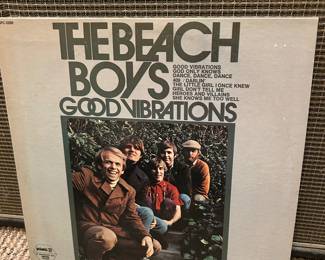 THE BEACH
BOYS
GOOD VIBRATIONS
GOOD VIBRATIONS
GOD ONLY KNOWS
DANCE, DANCE, DANCE
409 / DARLIN'
THE LITTLE GIRL I ONCE KNEW
GIRL DON'T TELL ME
HEROES AND VILLAINS
SHE KNOWS ME TOO WELL